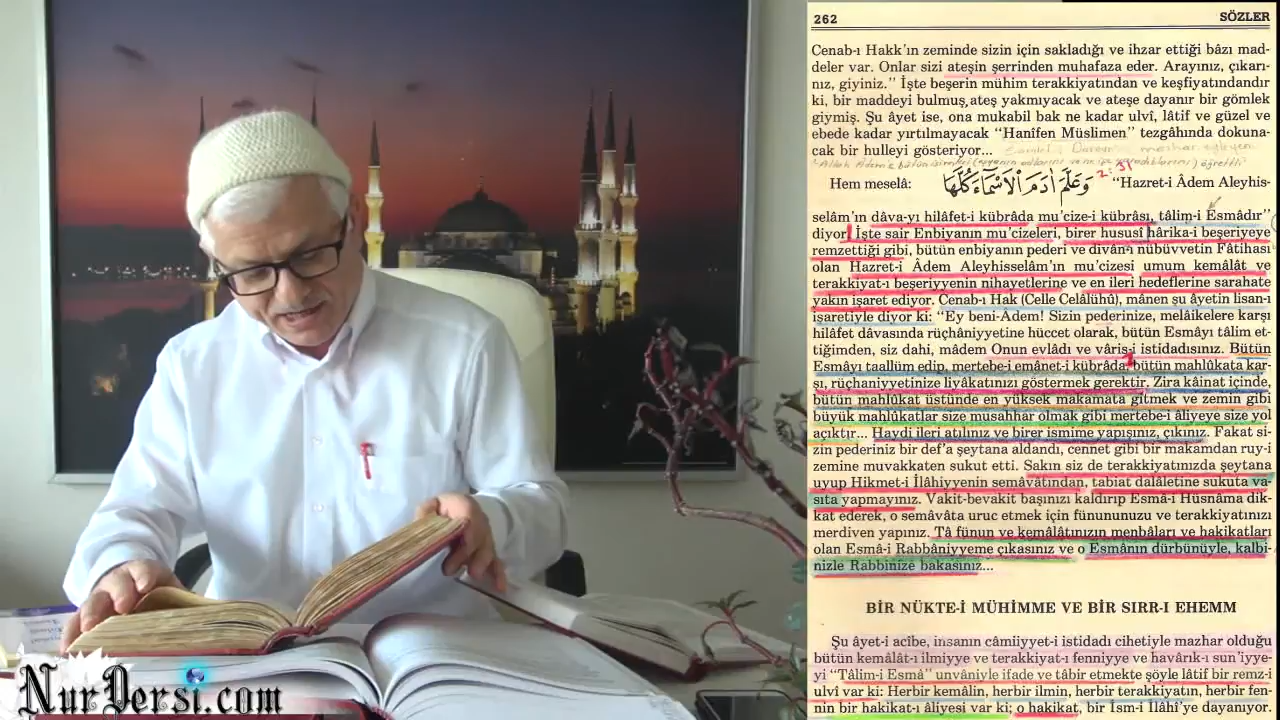 262
SÖZLER
Cenab-ı Hakk'ın zeminde sizin için sakladığı ve ihzar ettiği bâzı mad-
deler var. Onlar sizi ateşin şerrinden muhafaza eder. Arayınız, çıkarı-
nız, giyiniz." İşte beşerin mühim terakkiyatından ve keşfiyatındandır
ki, bir maddeyi bulmuş, ateş yakmıyacak ve ateşe dayanır bir gömlek
giymiş. Şu âyet ise, ona mukabil bak ne kadar ulvî, lâtif ve güzel ve
ebede kadar yırtılmayacak "Hanîfen Müslimen" tezgâhında dokuna-
cak bir hulleyi gösteriyor...
Hem meselâ: وَعَلَّمَ اٰدَمَ الْاَسْمَٓاءَ كُلَّهَا 2:31 "Hazret-i Âdem Aleyhis-
selâm'ın dâva-yı hilâfet-i kübrâda mu'cize-i kübrâsı, tâlim-i Esmâdır"
diyor. İşte sair Enbiyanın mu'cizeleri, birer hususî hârika-i beşeriyeye
remzettiği gibi, bütün enbiyanın pederi ve divân-ı nübüvvetin Fâtihası
olan Hazret-i Âdem Aleyhisselâm'ın mu'cizesi umum kemâlât ve
terakkiyat-ı beşeriyyenin nihayetlerine ve en ileri hedeflerine sarahate
yakın işaret ediyor. Cenab-ı Hak (Celle Celâlühû), mânen şu âyetin lisan-ı
işaretiyle diyor ki: "Ey beni-Âdem! Sizin pederinize, melâikelere karşı
hilâfet dâvasında rüçhaniyyetine hüccet olarak, bütün Esmâyı tâlim et-
tiğimden, siz dahi, mâdem Onun evlâdı ve vâris-i istidadısınız. Bütün
Esmâyı taallüm edip, mertebe-i emânet-i kübrâda, bütün mahlûkata kar-
şı, rüçhaniyyetinize liyâkatınızı göstermek gerektir. Zira kâinat içinde,
bütün mahlûkat üstünde en yüksek makamata gitmek ve zemin gibi
büyük mahlûkatlar size musahhar olmak gibi mertebe-i âliyeye size yol
açıktır... Haydi ileri atılınız ve birer ismime yapışınız, çıkınız. Fakat si-
zin pederiniz bir def'a şeytana aldandı, cennet gibi bir makamdan ruy-i
zemine muvakkaten sukut etti. Sakın siz de terakkiyatınızda şeytana
uyup Hikmet-i İlâhiyyenin semâvâtından, tabiat dalâletine sukuta va-
sıta yapmayınız. Vakit-bevakit başınızı kaldırıp Esmâ-i Hüsnâma dik-
kat ederek, o semâvâta uruc etmek için fünununuzu ve terakkiyatınızı
merdiven yapınız. Tâ fünun ve kemâlâtınızın menbâları ve hakikatları
olan Esmâ-i Rabbâniyyeme çıkasınız ve o Esmânın dürbünüyle, kalbi-
nizle Rabbinize bakasınız...
BİR NÜKTE-İ MÜHİMME VE BİR SIRR-I EHEMM
Şu âyet-i acîbe, insanın câmiiyyet-i istidadı cihetiyle mazhar olduğu
bütün kemâlât-ı ilmiyye ve terakkiyat-ı fenniyye ve havârık-ı sun'iyye-
yi "Tâlim-i Esmâ" unvâniyle ifade ve tâbir etmekte şöyle lâtif bir remz-i
ulvî var ki: Herbir kemâlin, herbir ilmin, herbir terakkiyatın, herbir fen-
nin bir hakikat-ı âliyesi var ki; o hakikat, bir İsm-i İlâhî'ye dayanıyor.
NurDersi.com